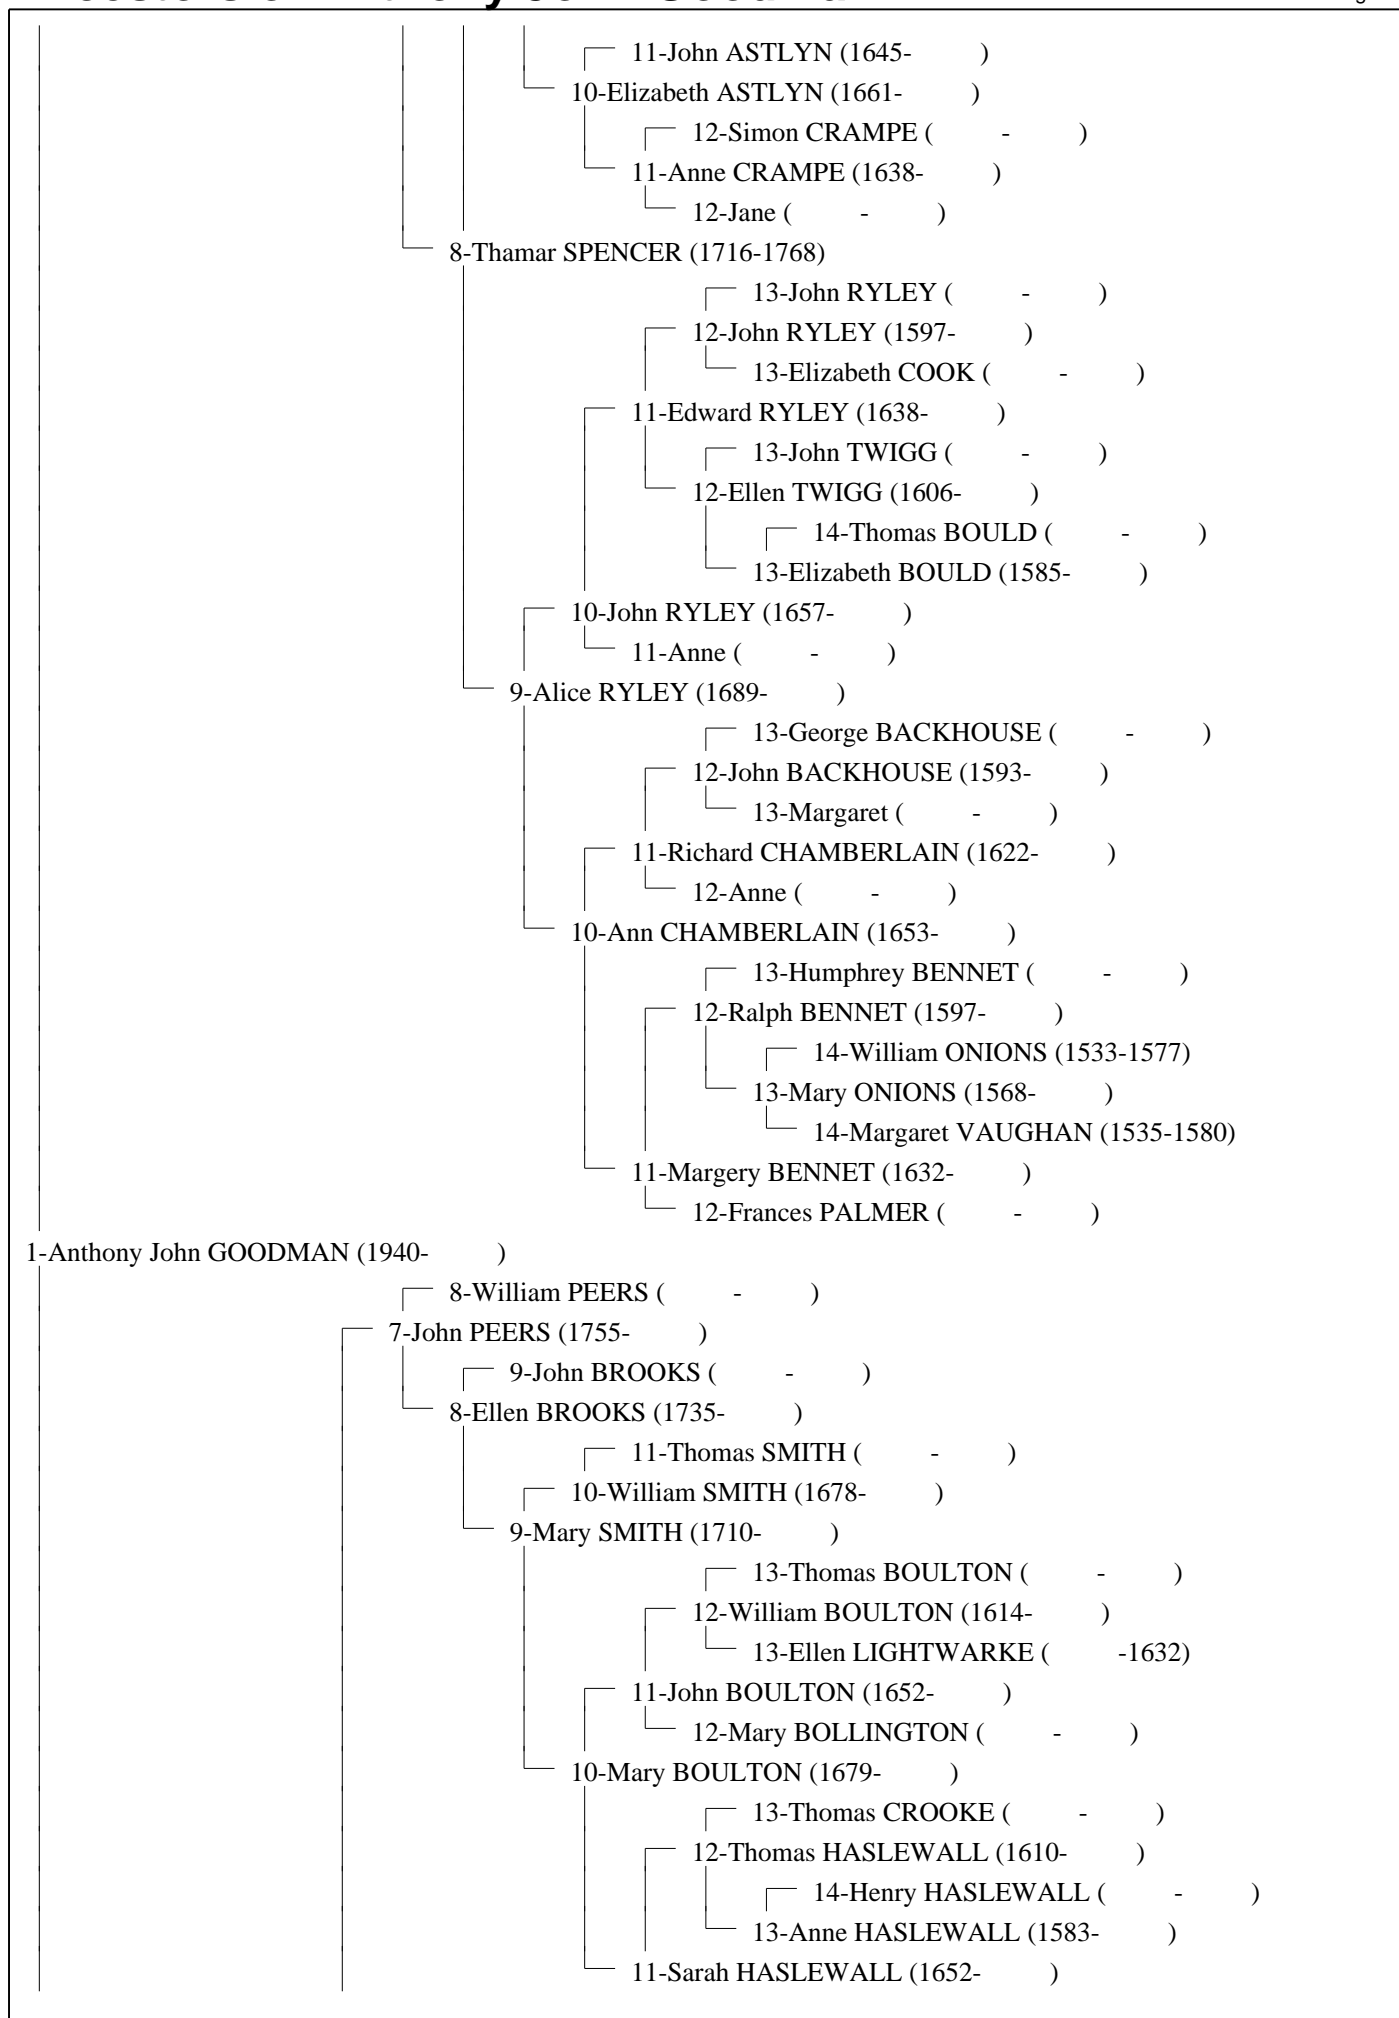 11-John ASTLYN (1645- )
10-Elizabeth ASTLYN (1661- )
12-Simon CRAMPE ( - )
11-Anne CRAMPE (1638- )
12-Jane ( - )
8-Thamar SPENCER (1716-1768)
13-John RYLEY ( - )
12-John RYLEY (1597- )
13-Elizabeth COOK ( - )
11-Edward RYLEY (1638- )
13-John TWIGG ( - )
12-Ellen TWIGG (1606- )
14-Thomas BOULD ( - )
13-Elizabeth BOULD (1585- )
10-John RYLEY (1657- )
11-Anne ( - )
9-Alice RYLEY (1689- )
13-George BACKHOUSE ( - )
12-John BACKHOUSE (1593- )
13-Margaret ( - )
11-Richard CHAMBERLAIN (1622- )
12-Anne ( - )
10-Ann CHAMBERLAIN (1653- )
13-Humphrey BENNET ( - )
12-Ralph BENNET (1597- )
14-William ONIONS (1533-1577)
13-Mary ONIONS (1568- )
14-Margaret VAUGHAN (1535-1580)
11-Margery BENNET (1632- )
12-Frances PALMER ( - )
1-Anthony John GOODMAN (1940- )
8-William PEERS ( - )
7-John PEERS (1755- )
9-John BROOKS ( - )
8-Ellen BROOKS (1735- )
11-Thomas SMITH ( - )
10-William SMITH (1678- )
9-Mary SMITH (1710- )
13-Thomas BOULTON ( - )
12-William BOULTON (1614- )
13-Ellen LIGHTWARKE ( -1632)
11-John BOULTON (1652- )
12-Mary BOLLINGTON ( - )
10-Mary BOULTON (1679- )
13-Thomas CROOKE ( - )
12-Thomas HASLEWALL (1610- )
14-Henry HASLEWALL ( - )
13-Anne HASLEWALL (1583- )
11-Sarah HASLEWALL (1652- )